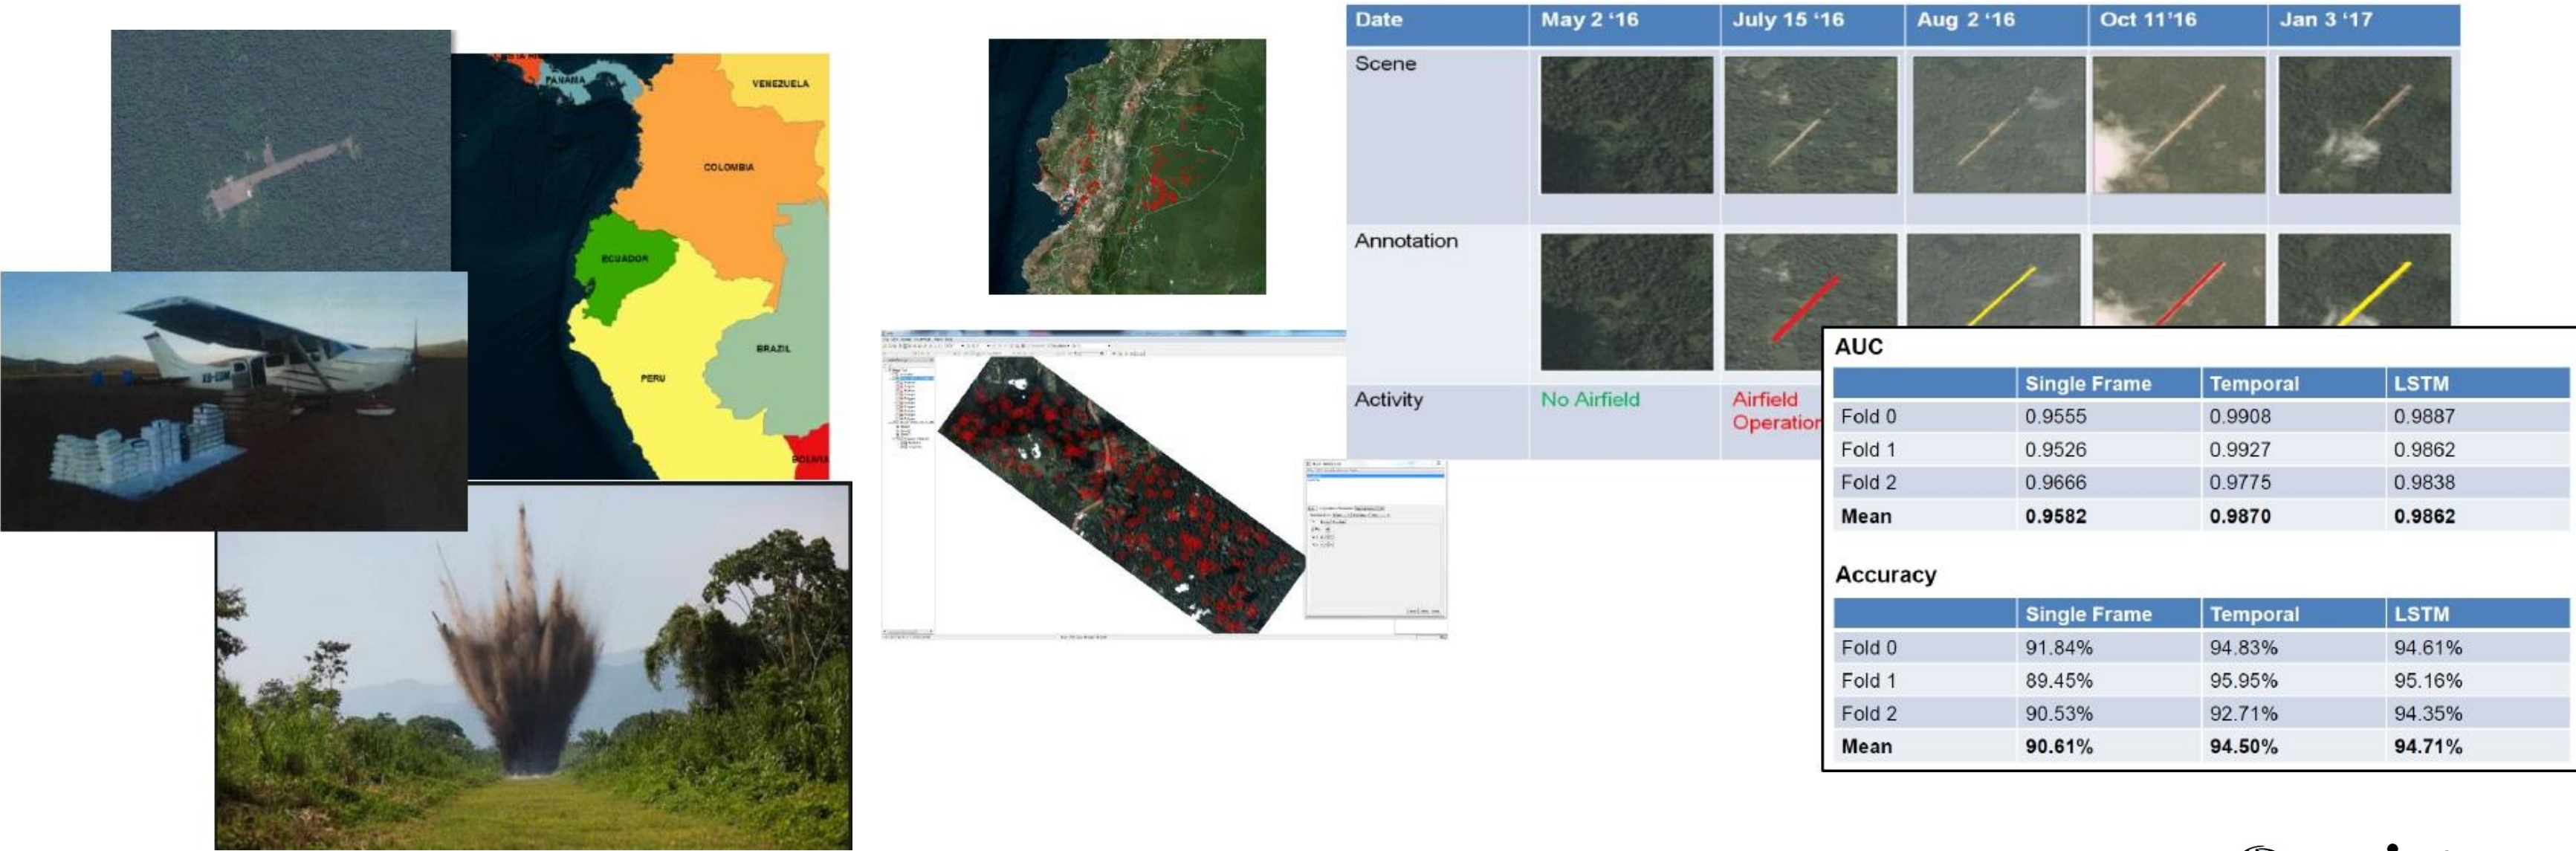 PANAMA
VENEZUELA
COLOMBIA
ECUADOR
BRAZIL
PERU
BOLIVIA
Date May 2 ‘16 July 15 ‘16 Aug 2 ‘16 Oct 11’16 Jan 3 ‘17
Scene
Annotation
Activity No Airfield Airfield
Operation
AUC
Single Frame Temporal LSTM
Fold 0 0.9555 0.9908 0.9887
Fold 1 0.9526 0.9927 0.9862
Fold 2 0.9666 0.9775 0.9838
Mean 0.9582 0.9870 0.9862
Accuracy
Single Frame Temporal LSTM
Fold 0 91.84% 94.83% 94.61%
Fold 1 89.45% 95.95% 95.16%
Fold 2 90.53% 92.71% 94.35%
Mean 90.61% 94.50% 94.71%